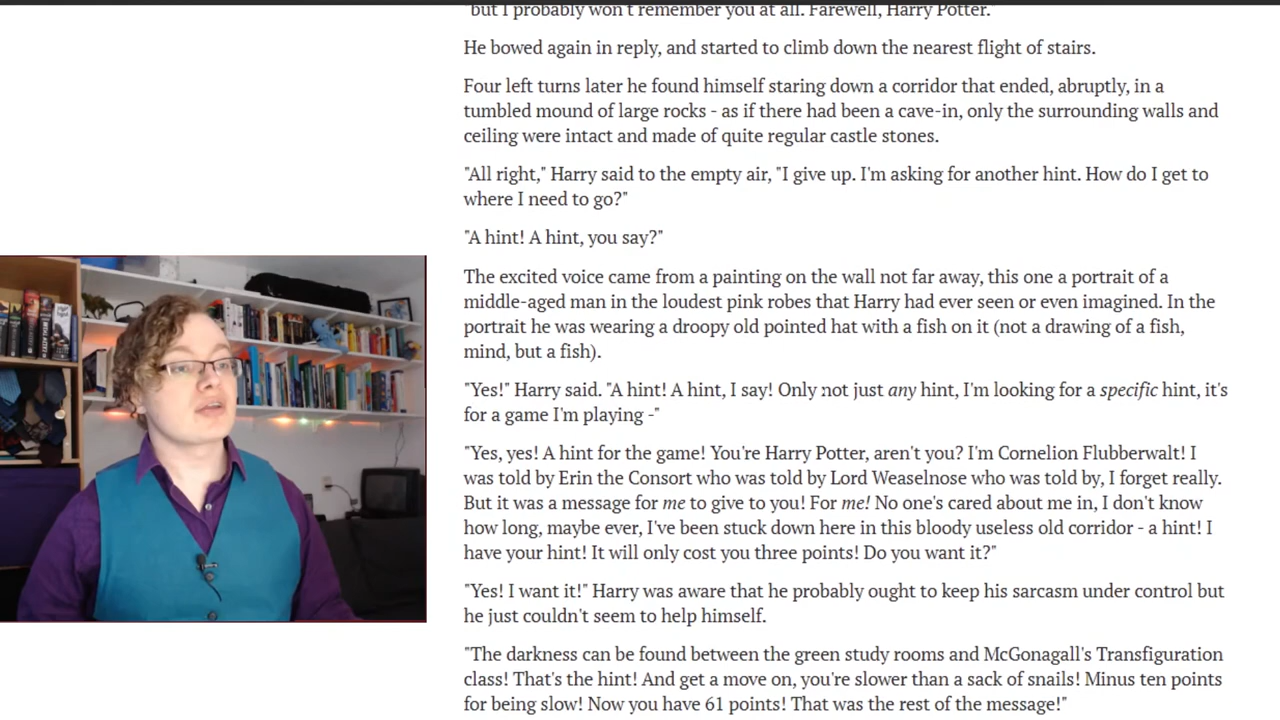 "but I probably won't remember you at all. Farewell, Harry Potter."
He bowed again in reply, and started to climb down the nearest flight of stairs.
Four left turns later he found himself staring down a corridor that ended, abruptly, in a
tumbled mound of large rocks - as if there had been a cave-in, only the surrounding walls and
ceiling were intact and made of quite regular castle stones.
"All right," Harry said to the empty air, "I give up. I'm asking for another hint. How do I get to
where I need to go?"
"A hint! A hint, you say?"
The excited voice came from a painting on the wall not far away, this one a portrait of a
middle-aged man in the loudest pink robes that Harry had ever seen or even imagined. In the
portrait he was wearing a droopy old pointed hat with a fish on it (not a drawing of a fish,
mind, but a fish).
"Yes!" Harry said. "A hint! A hint, I say! Only not just any hint, I'm looking for a specific hint, it's
for a game I'm playing -"
"Yes, yes! A hint for the game! You're Harry Potter, aren't you? I'm Cornelion Flubberwalt! I
was told by Erin the Consort who was told by Lord Weaselnose who was told by, I forget really.
But it was a message for me to give to you! For me! No one's cared about me in, I don't know
how long, maybe ever, I've been stuck down here in this bloody useless old corridor - a hint! I
have your hint! It will only cost you three points! Do you want it?"
"Yes! I want it!" Harry was aware that he probably ought to keep his sarcasm under control but
he just couldn't seem to help himself.
"The darkness can be found between the green study rooms and McGonagall's Transfiguration
class! That's the hint! And get a move on, you're slower than a sack of snails! Minus ten points
for being slow! Now you have 61 points! That was the rest of the message!"